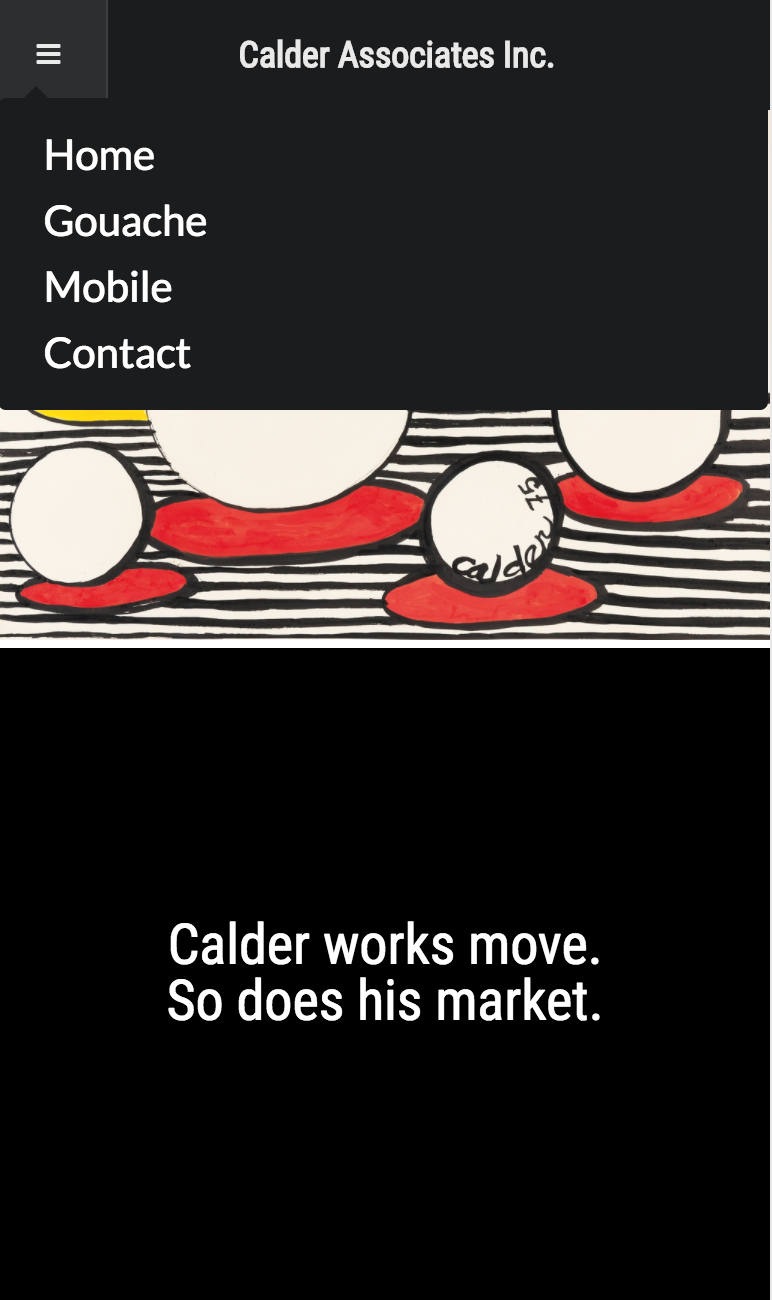 Calder Associates Inc.
Home
Gouache
Mobile
Contact
Calder 75
Calder works move.
So does his market.